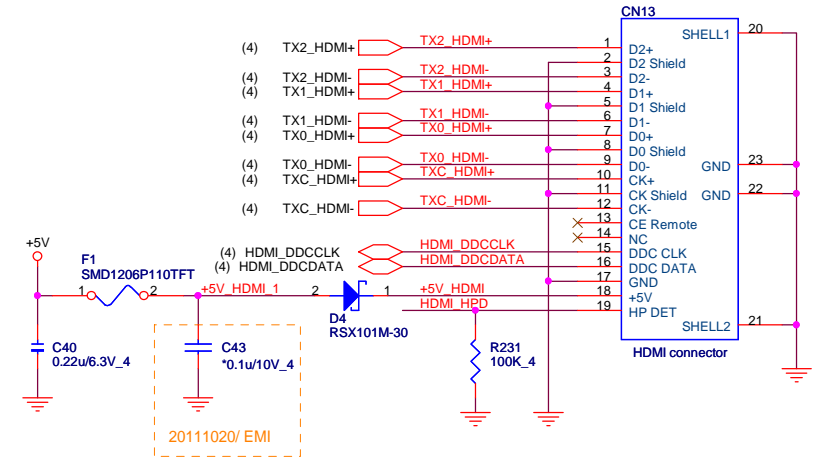 CN13
SHELL1 20
(4) TX2_HDMI+ TX2_HDMI+ 1 D2+
2 D2 Shield
(4) TX2_HDMI- TX2_HDMI- 3 D2-
(4) TX1_HDMI+ TX1_HDMI+ 4 D1+
5 D1 Shield
(4) TX1_HDMI- TX1_HDMI- 6 D1-
(4) TX0_HDMI+ TX0_HDMI+ 7 D0+
8 D0 Shield
(4) TX0_HDMI- TX0_HDMI- 9 D0- GND 23
(4) TXC_HDMI+ TXC_HDMI+ 10 CK+
11 CK Shield GND 22
(4) TXC_HDMI- TXC_HDMI- 12 CK-
13 CE Remote
14 NC
(4) HDMI_DDCCLK HDMI_DDCCLK 15 DDC CLK
(4) HDMI_DDCDATA HDMI_DDCDATA 16 DDC DATA
17 GND
+5V
F1
SMD1206P110TFT
1 2 +5V_HDMI_1 2 1 +5V_HDMI 18 +5V
HDMI_HPD 19 HP DET
SHELL2 21
D4
RSX101M-30
HDMI connector
C40
0.22u/6.3V_4
C43
*0.1u/10V_4
R231
100K_4
20111020/ EMI